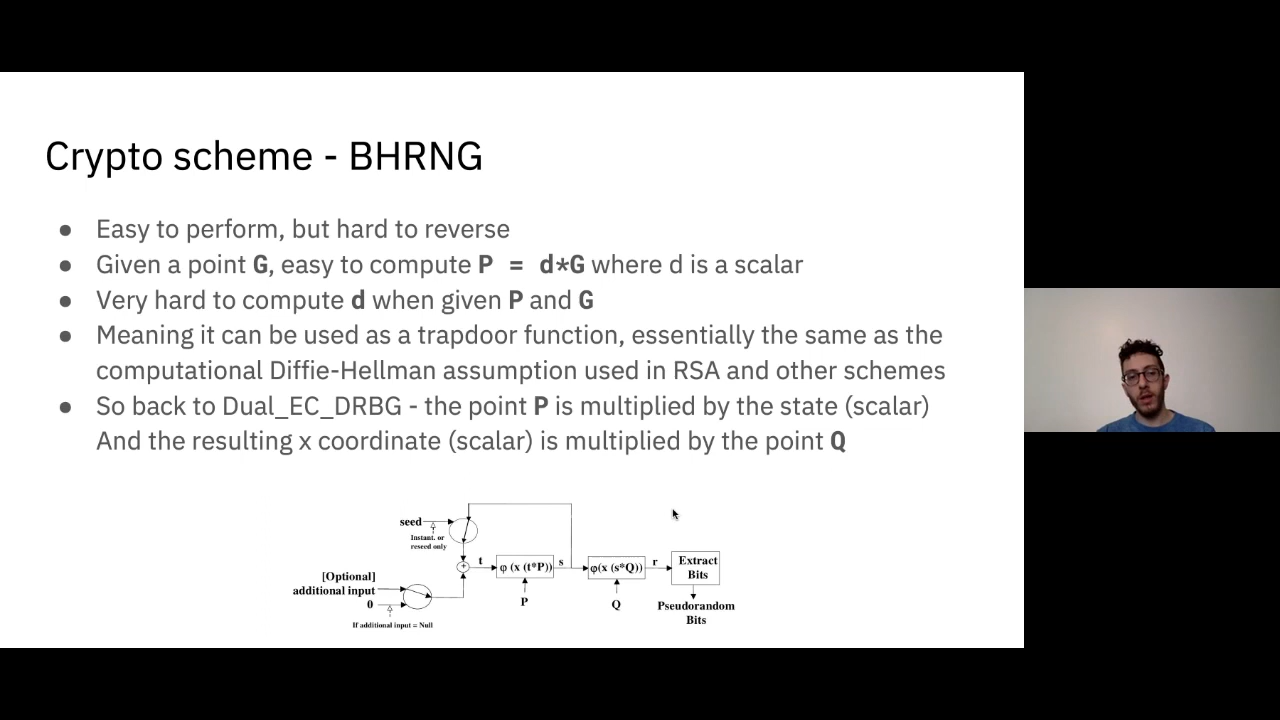 Crypto scheme - BHRNG
● Easy to perform, but hard to reverse
● Given a point G, easy to compute P = d*G where d is a scalar
● Very hard to compute d when given P and G
● Meaning it can be used as a trapdoor function, essentially the same as the
computational Diffie-Hellman assumption used in RSA and other schemes
● So back to Dual_EC_DRBG - the point P is multiplied by the state (scalar)
And the resulting x coordinate (scalar) is multiplied by the point Q
seed
Instant. or
reseed only
[Optional]
additional input
0
If additional input = Null
+
t
φ (x (t*P))
s
φ(x (s*Q))
r
Extract
Bits
P
Q
Pseudorandom
Bits